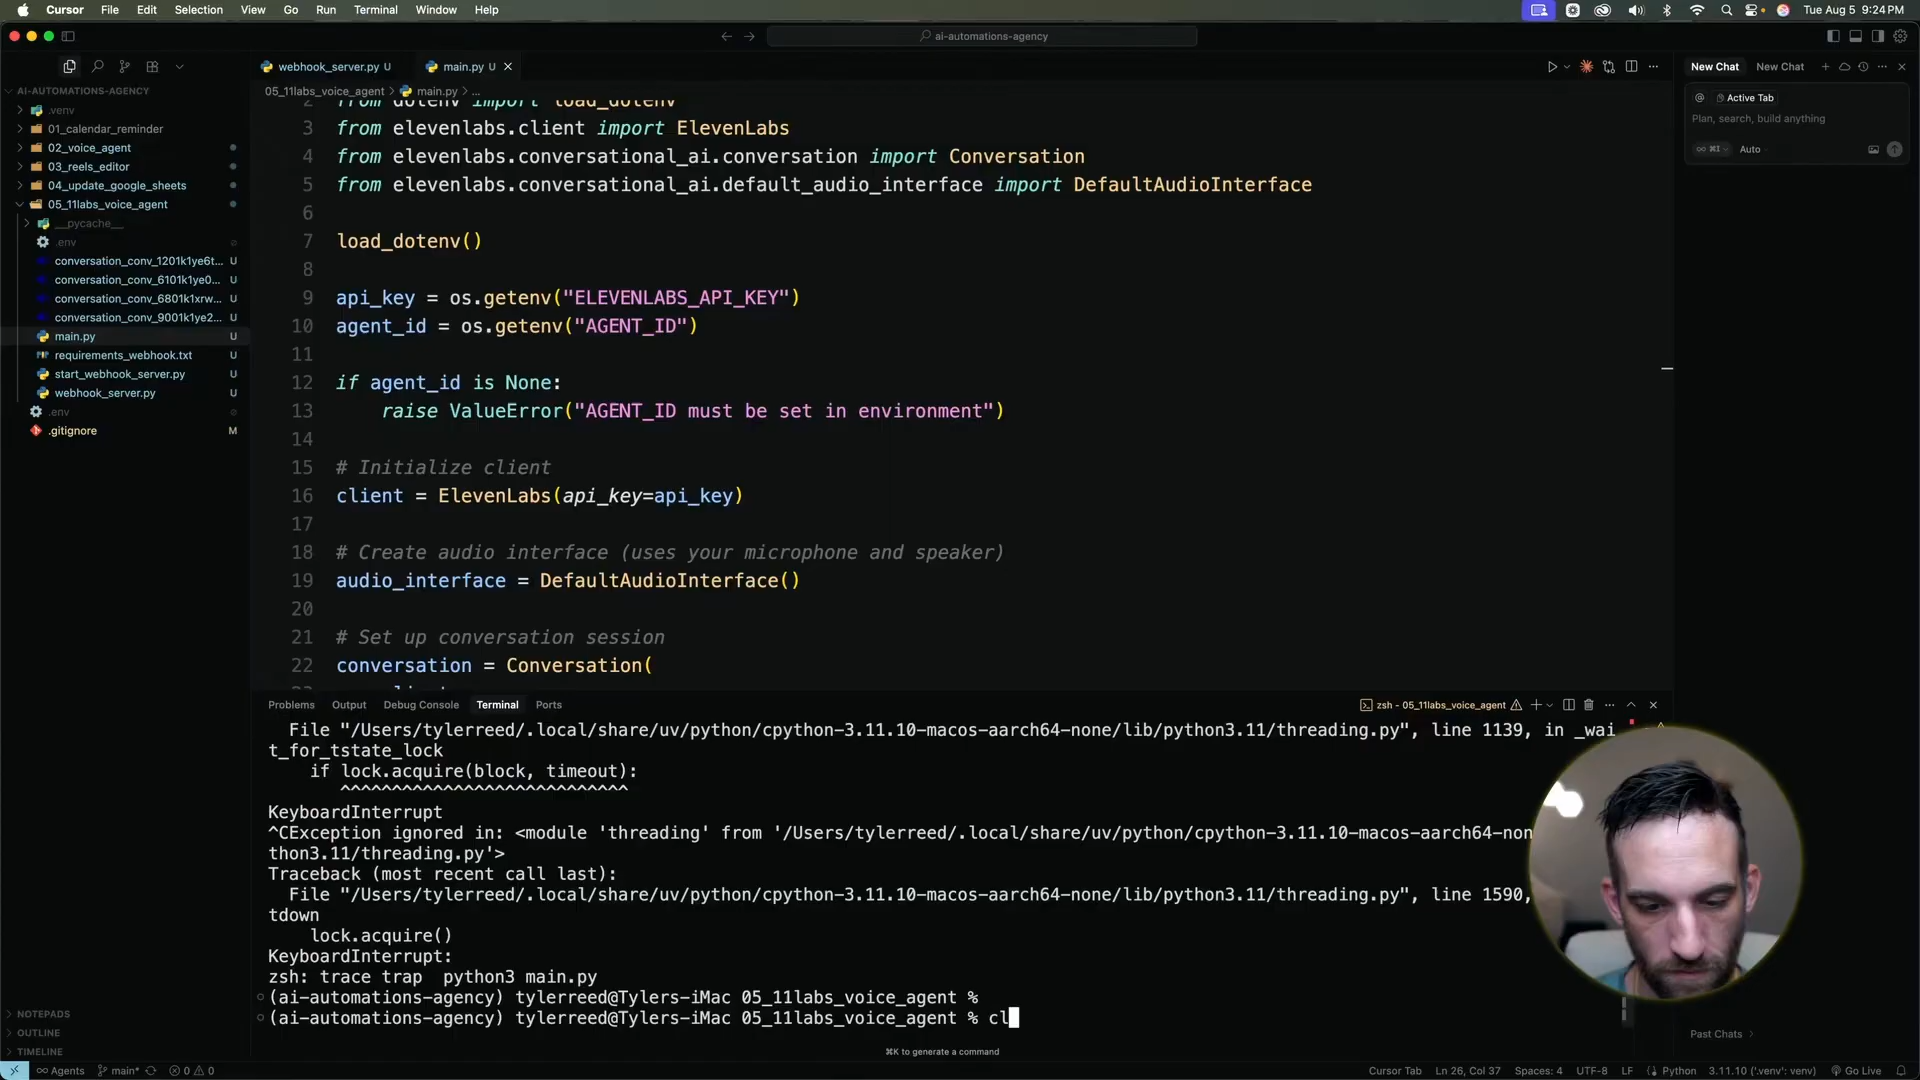 Cursor File Edit Selection View Go Run Terminal Window Help Tue Aug 5 9:24 PM
ai-automations-agency
AI-AUTOMATIONS-AGENCY
.venv
01_calendar_reminder
02_voice_agent
03_reels_editor
04_update_google_sheets
05_11labs_voice_agent
__pycache__
.env
conversation_conv_1201k1ye6t... U
conversation_conv_6101k1ye0... U
conversation_conv_6801k1xrw... U
conversation_conv_9001k1ye2... U
main.py U
requirements_webhook.txt U
start_webhook_server.py U
webhook_server.py U
.env
.gitignore M
NOTEPADS
OUTLINE
TIMELINE
webhook_server.py U main.py U
05_11labs_voice_agent > main.py > ...
2 from dotenv import load_dotenv
3 from elevenlabs.client import ElevenLabs
4 from elevenlabs.conversational_ai.conversation import Conversation
5 from elevenlabs.conversational_ai.default_audio_interface import DefaultAudioInterface
6
7 load_dotenv()
8
9 api_key = os.getenv("ELEVENLABS_API_KEY")
10 agent_id = os.getenv("AGENT_ID")
11
12 if agent_id is None:
13 raise ValueError("AGENT_ID must be set in environment")
14
15 # Initialize client
16 client = ElevenLabs(api_key=api_key)
17
18 # Create audio interface (uses your microphone and speaker)
19 audio_interface = DefaultAudioInterface()
20
21 # Set up conversation session
22 conversation = Conversation(
Problems Output Debug Console Terminal Ports
zsh - 05_11labs_voice_agent
File "/Users/tylerreed/.local/share/uv/python/cpython-3.11.10-macos-aarch64-none/lib/python3.11/threading.py", line 1139, in _wai
t_for_tstate_lock
if lock.acquire(block, timeout):
^^^^^^^^^^^^^^^^^^^^^^^^^^^^
KeyboardInterrupt
^CException ignored in: <module 'threading' from '/Users/tylerreed/.local/share/uv/python/cpython-3.11.10-macos-aarch64-none
thon3.11/threading.py'>
Traceback (most recent call last):
File "/Users/tylerreed/.local/share/uv/python/cpython-3.11.10-macos-aarch64-none/lib/python3.11/threading.py", line 1590,
tdown
lock.acquire()
KeyboardInterrupt:
zsh: trace trap python3 main.py
(ai-automations-agency) tylerreed@Tylers-iMac 05_11labs_voice_agent %
(ai-automations-agency) tylerreed@Tylers-iMac 05_11labs_voice_agent % cl
⌘K to generate a command
New Chat New Chat
@ Active Tab
Plan, search, build anything
∞ ⌘I Auto
Past Chats >
Agents main* 0 0 Cursor Tab Ln 26, Col 37 Spaces: 4 UTF-8 LF Python 3.11.10 ('.venv': venv) Go Live